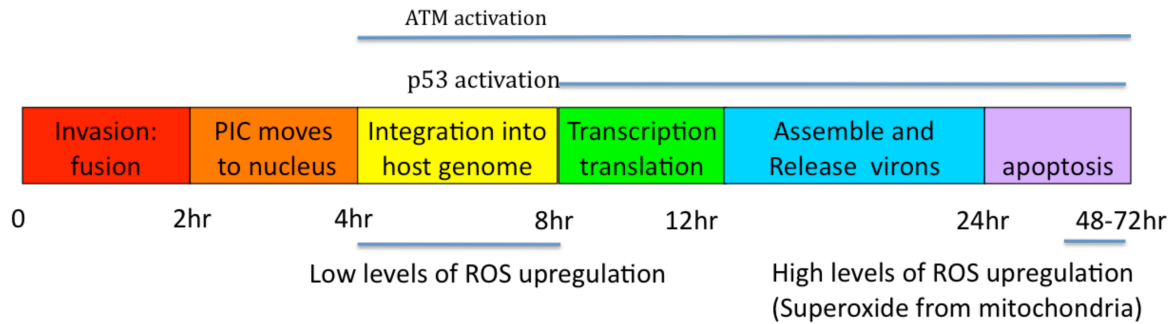 ATM activation
p53 activation
Invasion:
fusion
PIC moves
to nucleus
Integration into
host genome
Transcription
translation
Assemble and
Release virons
apoptosis
0
2hr
4hr
8hr
12hr
24hr
48-72hr
Low levels of ROS upregulation
High levels of ROS upregulation
(Superoxide from mitochondria)